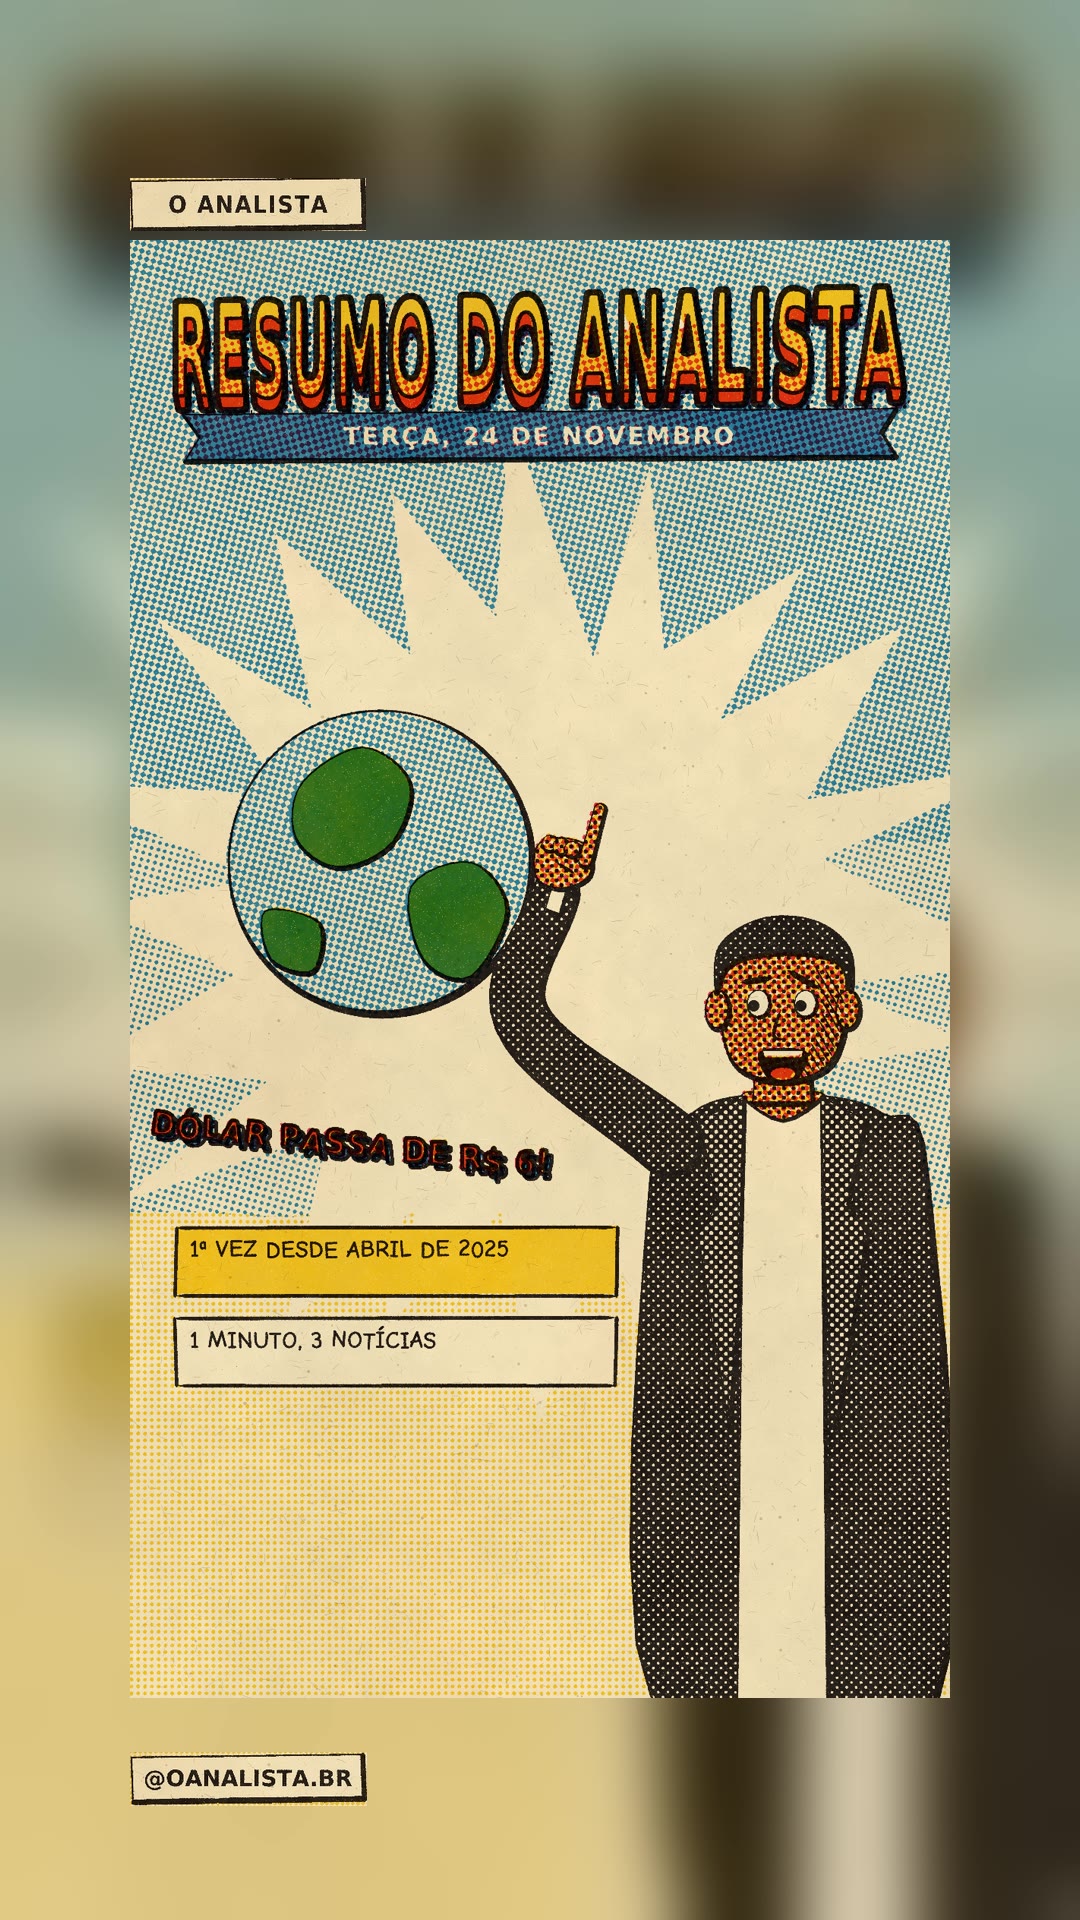 O ANALISTA
RESUMO DO ANALISTA
TERÇA, 24 DE NOVEMBRO
DÓLAR PASSA DE R$ 6!
1ª VEZ DESDE ABRIL DE 2025
1 MINUTO, 3 NOTÍCIAS
@OANALISTA.BR